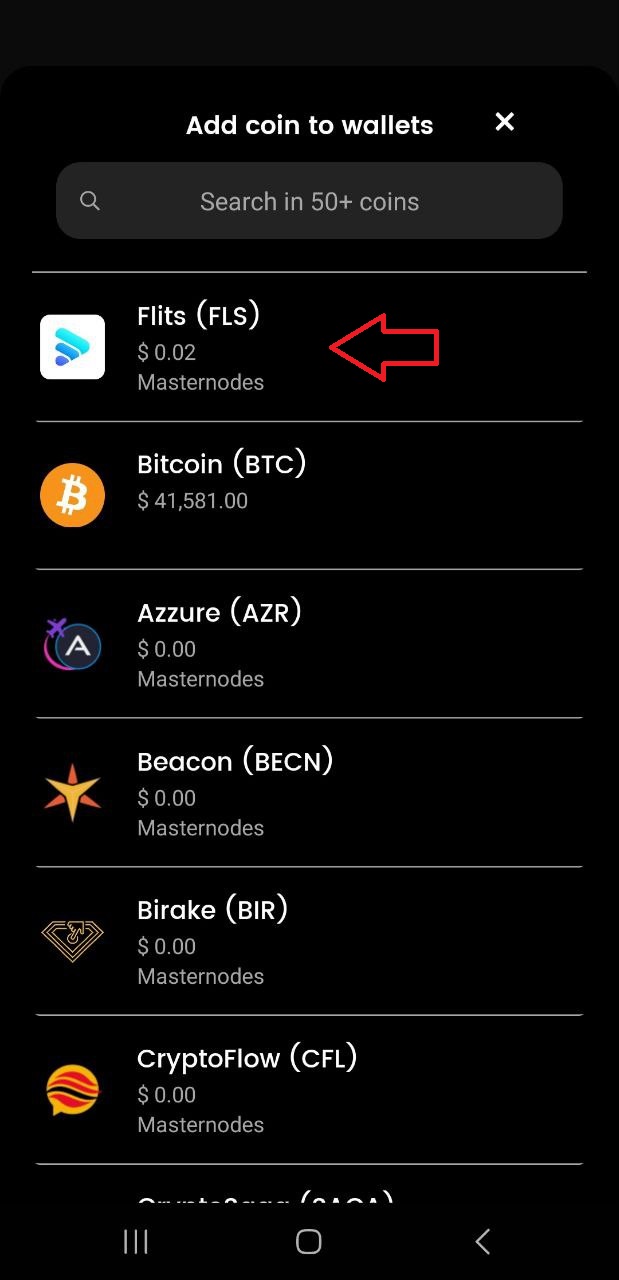 Add coin to wallets
Search in 50+ coins
Flits (FLS)
$ 0.02
Masternodes
Bitcoin (BTC)
$ 41,581.00
Azzure (AZR)
$ 0.00
Masternodes
Beacon (BECN)
$ 0.00
Masternodes
Birake (BIR)
$ 0.00
Masternodes
CryptoFlow (CFL)
$ 0.00
Masternodes